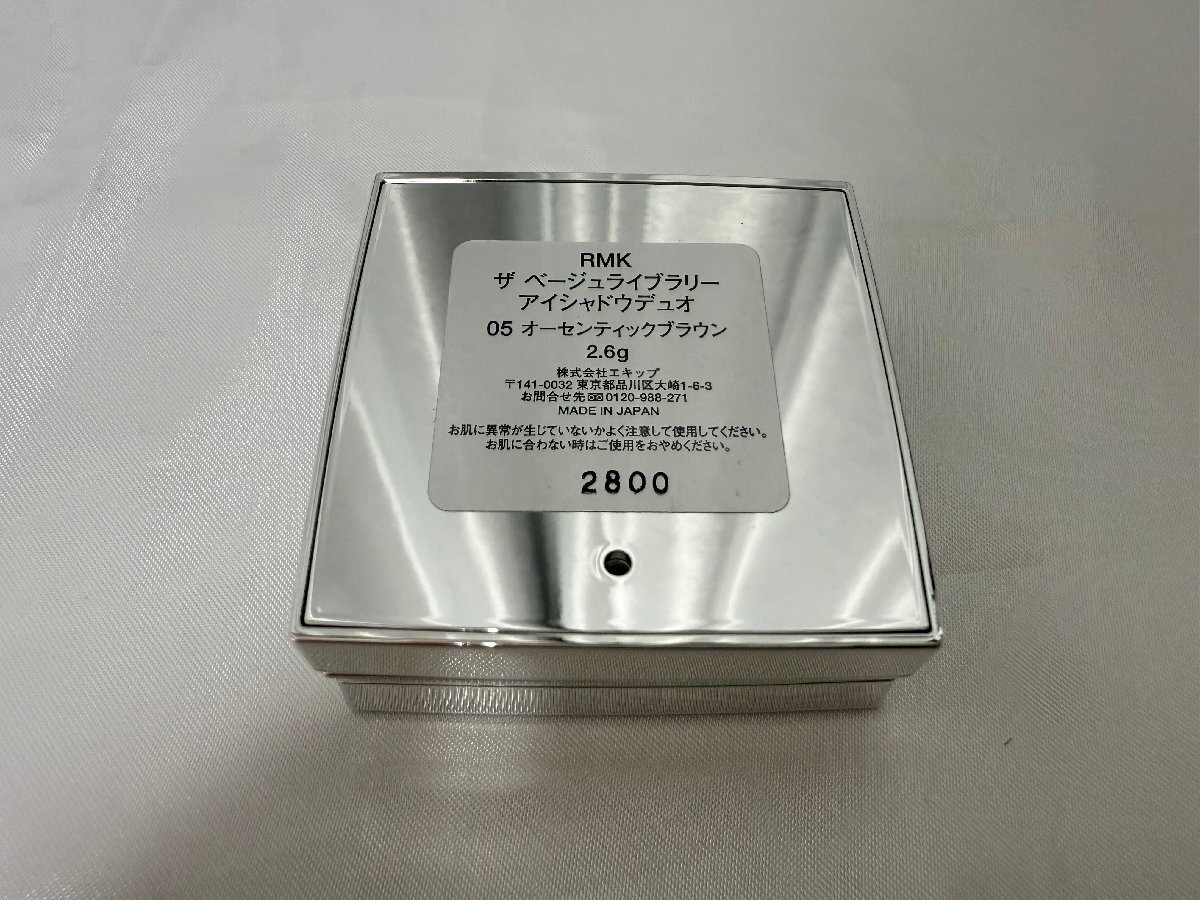 RMK
ザ ベージュライブラリー
アイシャドウデュオ
05 オーセンティックブラウン
2.6g
株式会社エキップ
〒141-0032 東京都品川区大崎1-6-3
お問合せ先 0120-988-271
MADE IN JAPAN
お肌に異常が生じていないかよく注意して使用してください。
お肌に合わない時はご使用をおやめください。
2800